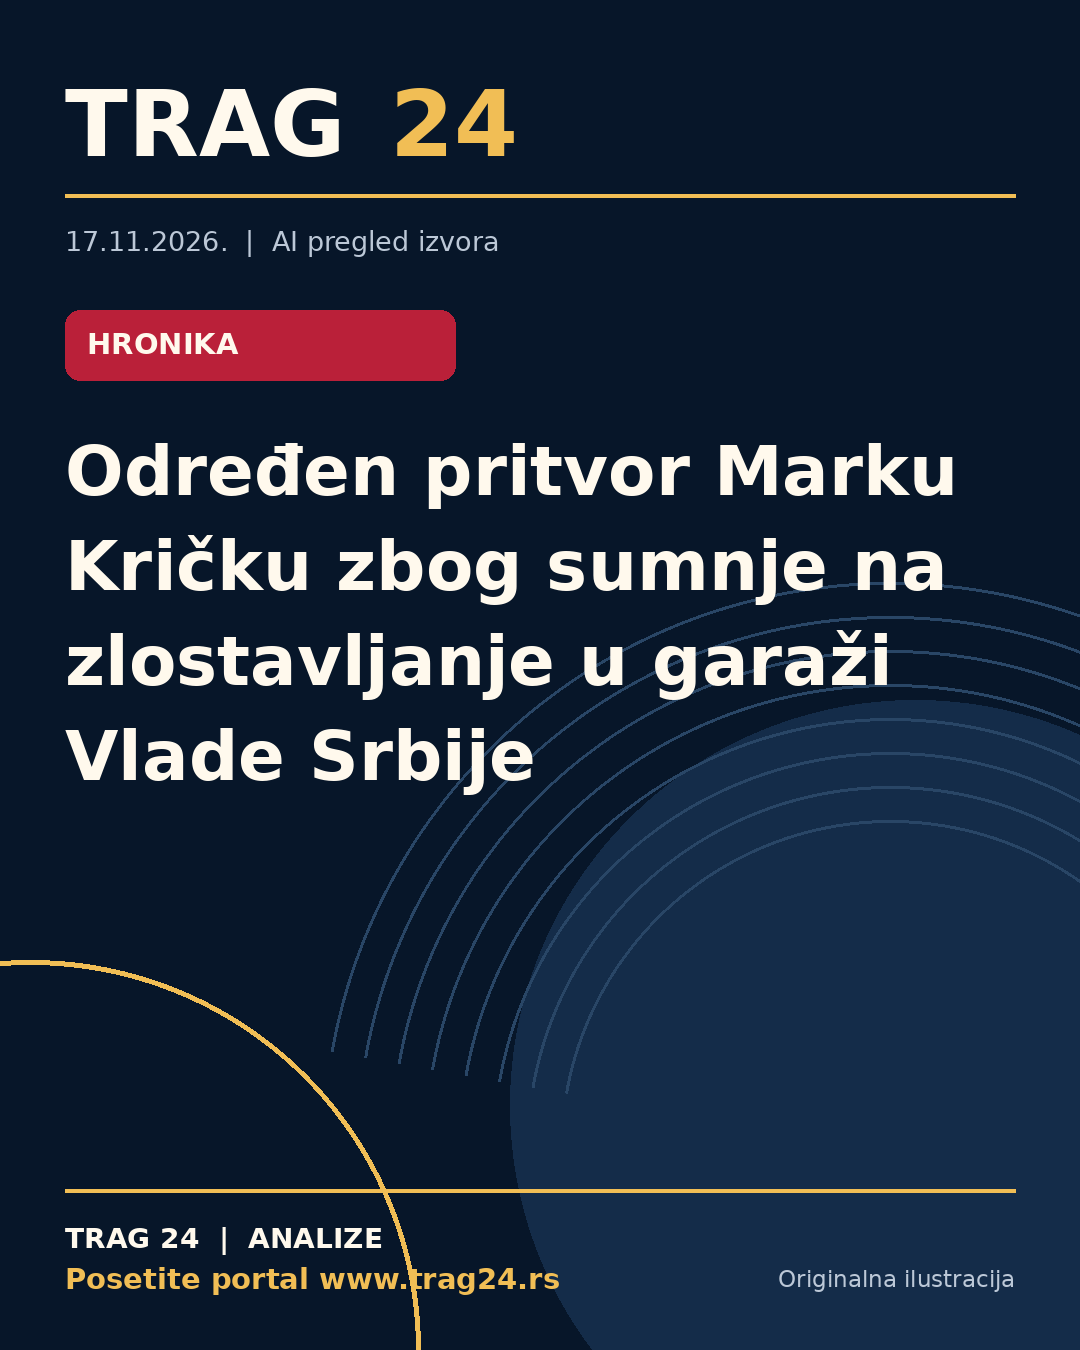 TRAG 24
17.11.2026. | AI pregled izvora
HRONIKA
Određen pritvor Marku
Kričku zbog sumnje na
zlostavljanje u garaži
Vlade Srbije
TRAG 24 | ANALIZE
Posetite portal www.trag24.rs
Originalna ilustracija